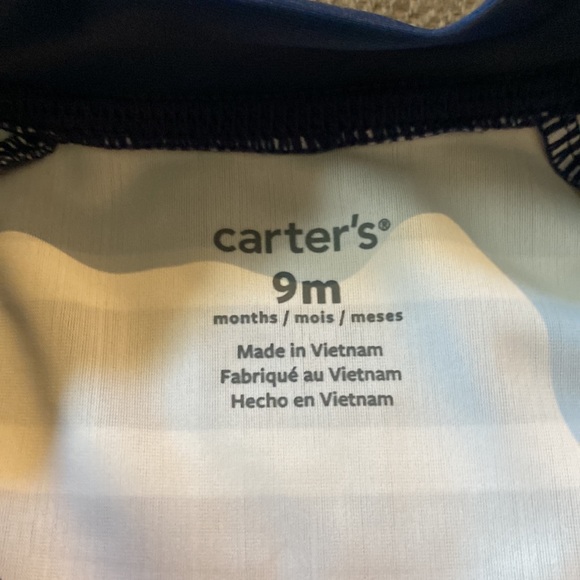 carter's®
9m
months / mois / meses
Made in Vietnam
Fabriqué au Vietnam
Hecho en Vietnam